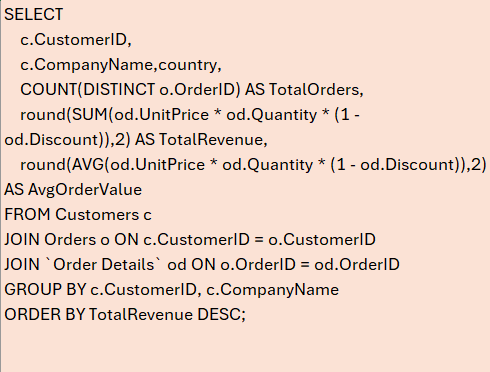 SELECT
c.CustomerID,
c.CompanyName,country,
COUNT(DISTINCT o.OrderID) AS TotalOrders,
round(SUM(od.UnitPrice * od.Quantity * (1 -
od.Discount)),2) AS TotalRevenue,
round(AVG(od.UnitPrice * od.Quantity * (1 - od.Discount)),2)
AS AvgOrderValue
FROM Customers c
JOIN Orders o ON c.CustomerID = o.CustomerID
JOIN `Order Details` od ON o.OrderID = od.OrderID
GROUP BY c.CustomerID, c.CompanyName
ORDER BY TotalRevenue DESC;